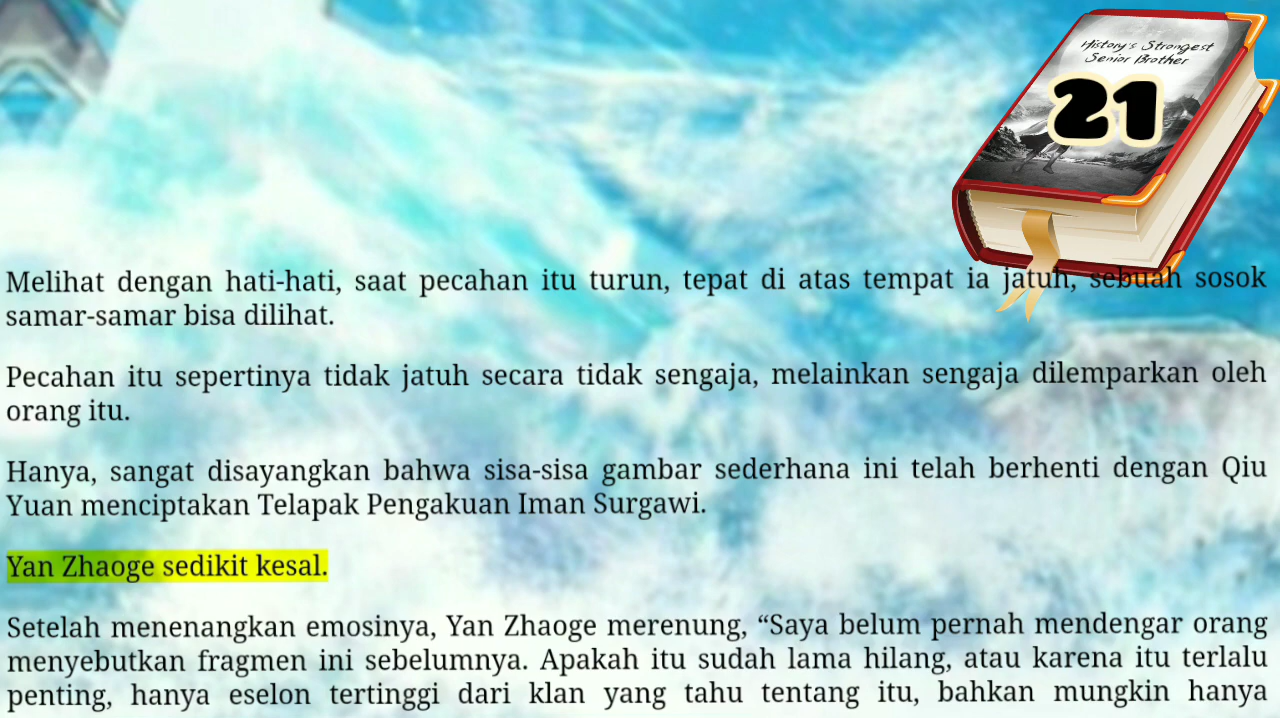 History's Strongest
Senior Brother
21
Melihat dengan hati-hati, saat pecahan itu turun, tepat di atas tempat ia jatuh, sebuah sosok
samar-samar bisa dilihat.
Pecahan itu sepertinya tidak jatuh secara tidak sengaja, melainkan sengaja dilemparkan oleh
orang itu.
Hanya, sangat disayangkan bahwa sisa-sisa gambar sederhana ini telah berhenti dengan Qiu
Yuan menciptakan Telapak Pengakuan Iman Surgawi.
Yan Zhaoge sedikit kesal.
Setelah menenangkan emosinya, Yan Zhaoge merenung, “Saya belum pernah mendengar orang
menyebutkan fragmen ini sebelumnya. Apakah itu sudah lama hilang, atau karena itu terlalu
penting, hanya eselon tertinggi dari klan yang tahu tentang itu, bahkan mungkin hanya